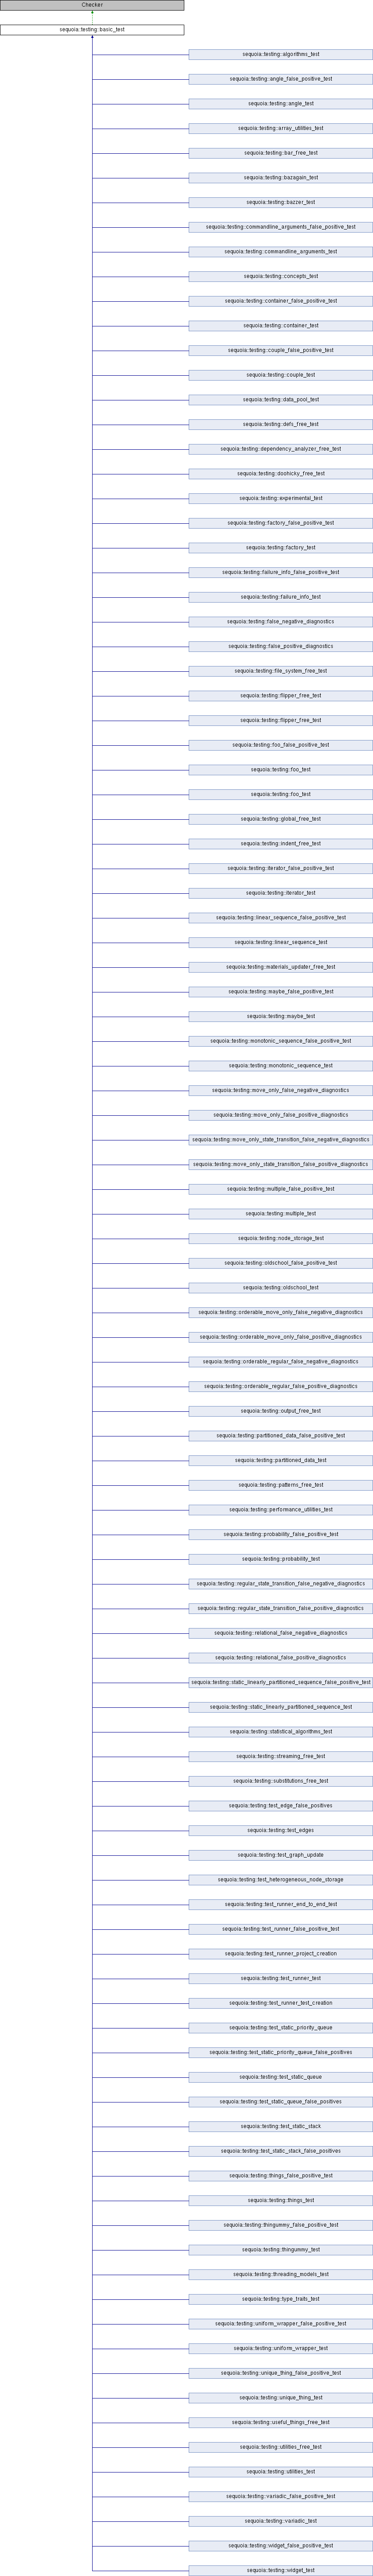 Checker
sequoia::testing::basic_test
sequoia::testing::algorithms_test
sequoia::testing::angle_false_positive_test
sequoia::testing::angle_test
sequoia::testing::array_utilities_test
sequoia::testing::bar_free_test
sequoia::testing::bazagain_test
sequoia::testing::bazzer_test
sequoia::testing::commandline_arguments_false_positive_test
sequoia::testing::commandline_arguments_test
sequoia::testing::concepts_test
sequoia::testing::container_false_positive_test
sequoia::testing::container_test
sequoia::testing::couple_false_positive_test
sequoia::testing::couple_test
sequoia::testing::data_pool_test
sequoia::testing::defs_free_test
sequoia::testing::dependency_analyzer_free_test
sequoia::testing::doohicky_free_test
sequoia::testing::experimental_test
sequoia::testing::factory_false_positive_test
sequoia::testing::factory_test
sequoia::testing::failure_info_false_positive_test
sequoia::testing::failure_info_test
sequoia::testing::false_negative_diagnostics
sequoia::testing::false_positive_diagnostics
sequoia::testing::file_system_free_test
sequoia::testing::flipper_free_test
sequoia::testing::flipper_free_test
sequoia::testing::foo_false_positive_test
sequoia::testing::foo_test
sequoia::testing::foo_test
sequoia::testing::global_free_test
sequoia::testing::indent_free_test
sequoia::testing::iterator_false_positive_test
sequoia::testing::iterator_test
sequoia::testing::linear_sequence_false_positive_test
sequoia::testing::linear_sequence_test
sequoia::testing::materials_updater_free_test
sequoia::testing::maybe_false_positive_test
sequoia::testing::maybe_test
sequoia::testing::monotonic_sequence_false_positive_test
sequoia::testing::monotonic_sequence_test
sequoia::testing::move_only_false_negative_diagnostics
sequoia::testing::move_only_false_positive_diagnostics
sequoia::testing::move_only_state_transition_false_negative_diagnostics
sequoia::testing::move_only_state_transition_false_positive_diagnostics
sequoia::testing::multiple_false_positive_test
sequoia::testing::multiple_test
sequoia::testing::node_storage_test
sequoia::testing::oldschool_false_positive_test
sequoia::testing::oldschool_test
sequoia::testing::orderable_move_only_false_negative_diagnostics
sequoia::testing::orderable_move_only_false_positive_diagnostics
sequoia::testing::orderable_regular_false_negative_diagnostics
sequoia::testing::orderable_regular_false_positive_diagnostics
sequoia::testing::output_free_test
sequoia::testing::partitioned_data_false_positive_test
sequoia::testing::partitioned_data_test
sequoia::testing::patterns_free_test
sequoia::testing::performance_utilities_test
sequoia::testing::probability_false_positive_test
sequoia::testing::probability_test
sequoia::testing::regular_state_transition_false_negative_diagnostics
sequoia::testing::regular_state_transition_false_positive_diagnostics
sequoia::testing::relational_false_negative_diagnostics
sequoia::testing::relational_false_positive_diagnostics
sequoia::testing::static_linearly_partitioned_sequence_false_positive_test
sequoia::testing::static_linearly_partitioned_sequence_test
sequoia::testing::statistical_algorithms_test
sequoia::testing::streaming_free_test
sequoia::testing::substitutions_free_test
sequoia::testing::test_edge_false_positives
sequoia::testing::test_edges
sequoia::testing::test_graph_update
sequoia::testing::test_heterogeneous_node_storage
sequoia::testing::test_runner_end_to_end_test
sequoia::testing::test_runner_false_positive_test
sequoia::testing::test_runner_project_creation
sequoia::testing::test_runner_test
sequoia::testing::test_runner_test_creation
sequoia::testing::test_static_priority_queue
sequoia::testing::test_static_priority_queue_false_positives
sequoia::testing::test_static_queue
sequoia::testing::test_static_queue_false_positives
sequoia::testing::test_static_stack
sequoia::testing::test_static_stack_false_positives
sequoia::testing::things_false_positive_test
sequoia::testing::things_test
sequoia::testing::thingummy_false_positive_test
sequoia::testing::thingummy_test
sequoia::testing::threading_models_test
sequoia::testing::type_traits_test
sequoia::testing::uniform_wrapper_false_positive_test
sequoia::testing::uniform_wrapper_test
sequoia::testing::unique_thing_false_positive_test
sequoia::testing::unique_thing_test
sequoia::testing::useful_things_free_test
sequoia::testing::utilities_free_test
sequoia::testing::utilities_test
sequoia::testing::variadic_false_positive_test
sequoia::testing::variadic_test
sequoia::testing::widget_false_positive_test
sequoia::testing::widget_test